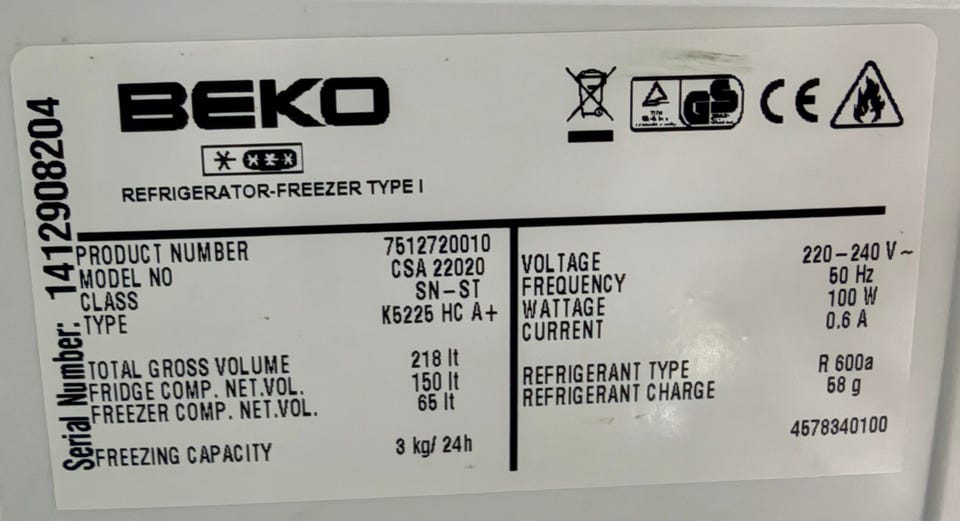 BEKO
REFRIGERATOR-FREEZER TYPE I
GS
CE
Serial Number: 1412908204
PRODUCT NUMBER 7512720010
MODEL NO CSA 22020
CLASS SN-ST
TYPE K5225 HC A+
TOTAL GROSS VOLUME 218 lt
FRIDGE COMP. NET.VOL. 150 lt
FREEZER COMP. NET.VOL. 65 lt
FREEZING CAPACITY 3 kg/ 24h
VOLTAGE 220-240 V ~
FREQUENCY 50 Hz
WATTAGE 100 W
CURRENT 0.6 A
REFRIGERANT TYPE R 600a
REFRIGERANT CHARGE 58 g
4578340100